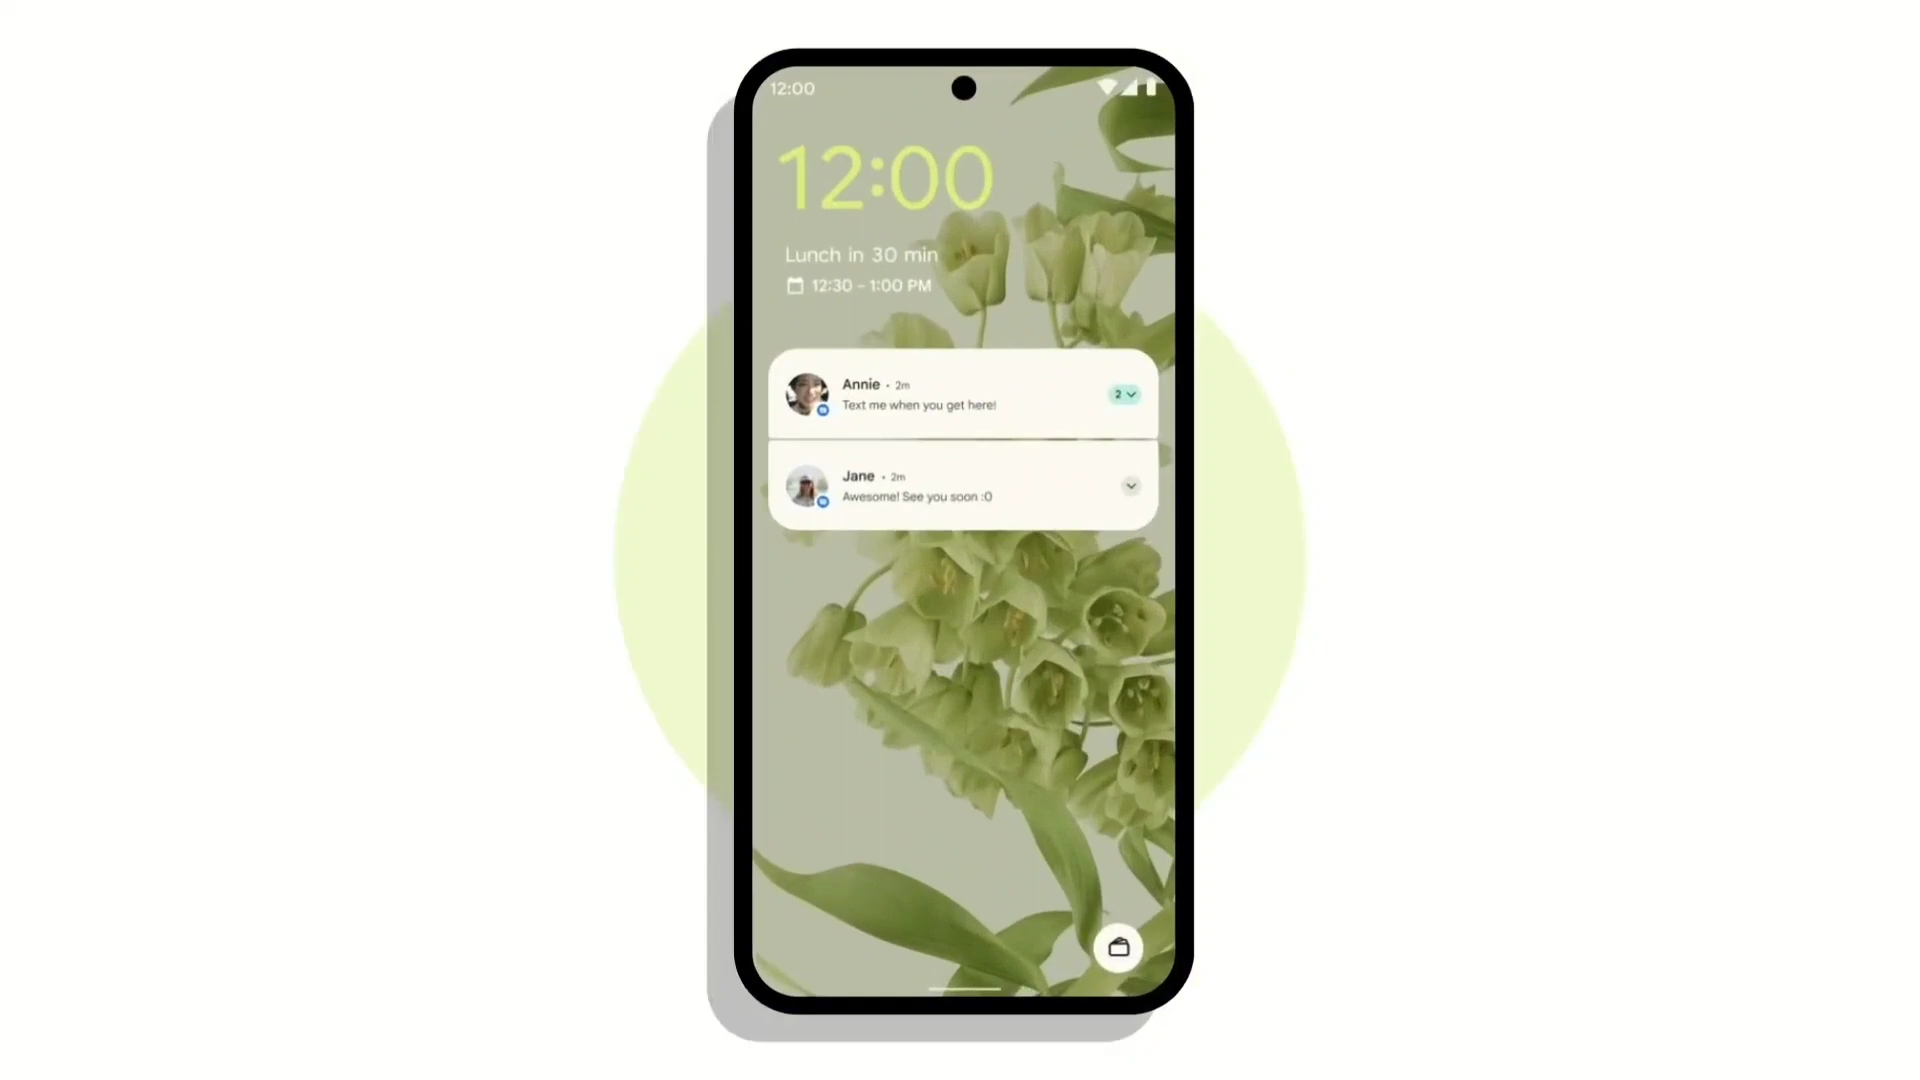 12:00
12:00
Lunch in 30 min
12:30 - 1:00 PM
Annie • 2m
2
Text me when you get here!
Jane • 2m
Awesome! See you soon :0